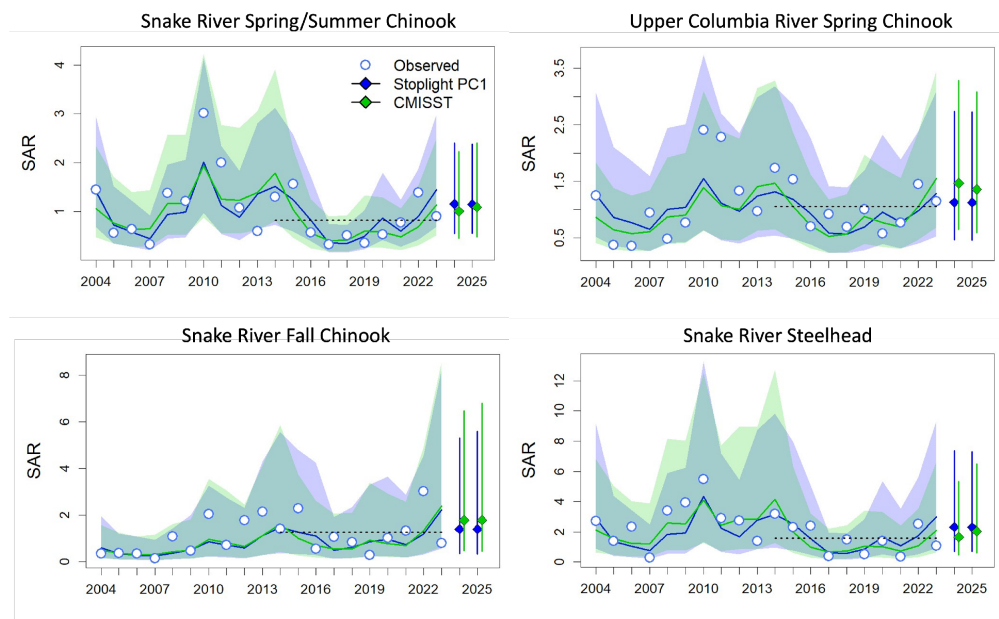 Snake River Spring/Summer Chinook
SAR
4
3
2
1
Observed
Stoplight PC1
CMISST
2004 2007 2010 2013 2016 2019 2022 2025
Upper Columbia River Spring Chinook
SAR
3.5
2.5
1.5
0.5
2004 2007 2010 2013 2016 2019 2022 2025
Snake River Fall Chinook
SAR
8
6
4
2
0
2004 2007 2010 2013 2016 2019 2022 2025
Snake River Steelhead
SAR
12
10
8
6
4
2
0
2004 2007 2010 2013 2016 2019 2022 2025